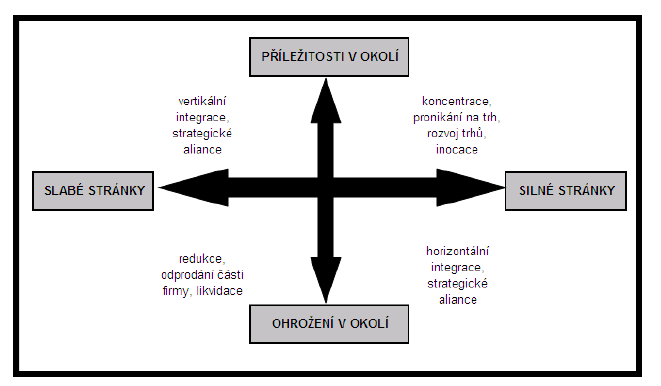 PŘÍLEŽITOSTI V OKOLÍ
vertikální
integrace,
strategické
aliance
koncentrace,
pronikání na trh,
rozvoj trhů,
inocace
SLABÉ STRÁNKY
SILNÉ STRÁNKY
redukce,
odprodání části
firmy, likvidace
horizontální
integrace,
strategické
aliance
OHROŽENÍ V OKOLÍ